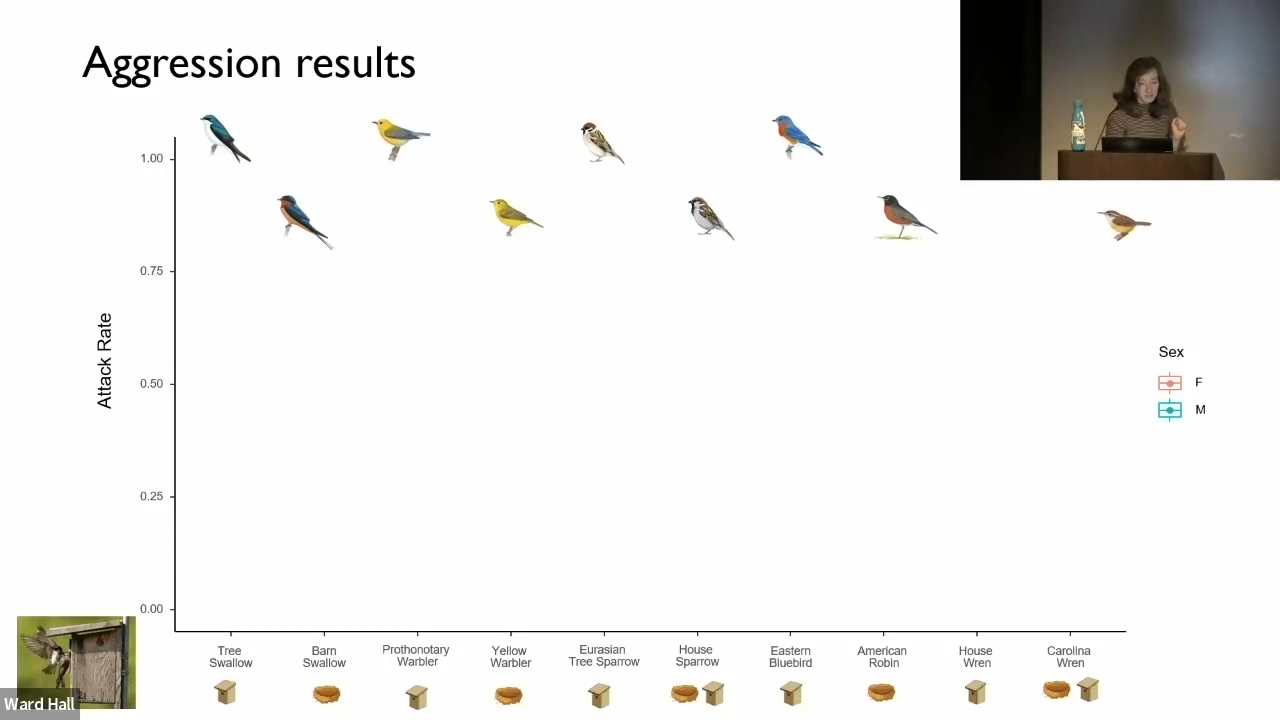 Aggression results
1.00
0.75
0.50
0.25
0.00
Attack Rate
Sex
F
M
Tree
Swallow
Barn
Swallow
Prothonotary
Warbler
Yellow
Warbler
Eurasian
Tree Sparrow
House
Sparrow
Eastern
Bluebird
American
Robin
House
Wren
Carolina
Wren
Ward Hall